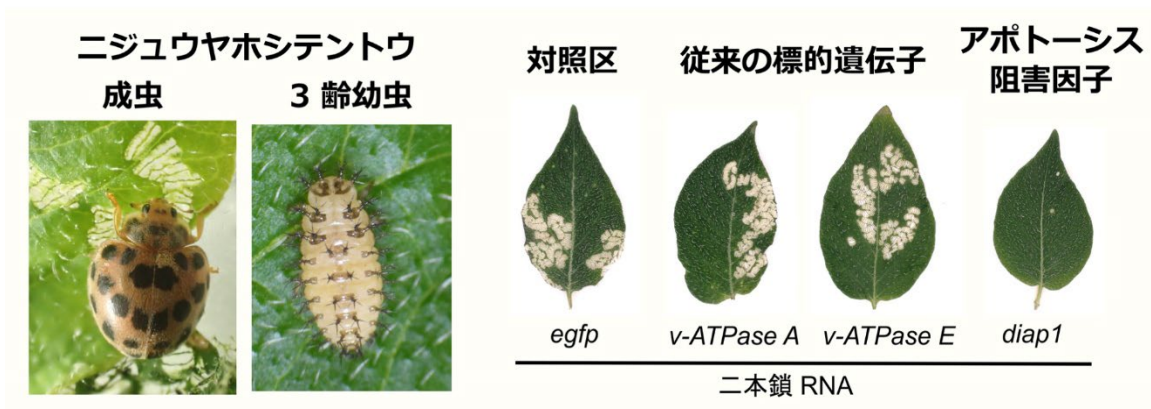 ニジュウヤホシテントウ
成虫
3 齢幼虫
対照区
従来の標的遺伝子
アポトーシス
阻害因子
egfp
v-ATPase A
v-ATPase E
diap1
二本鎖 RNA